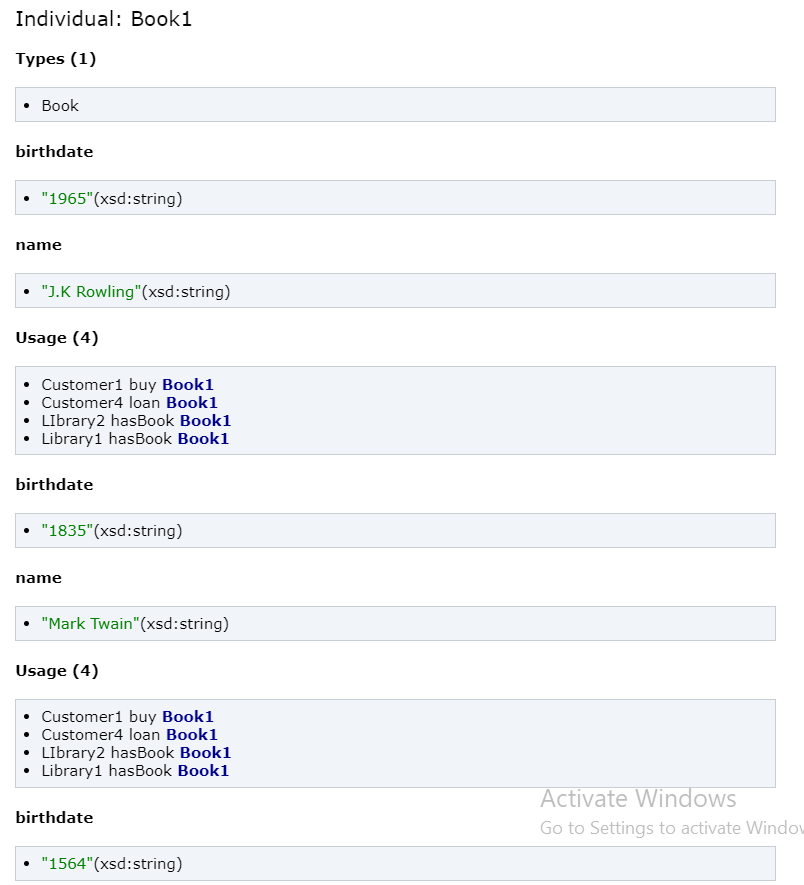 Individual: Book1
Types (1)
• Book
birthdate
• "1965"(xsd:string)
name
• "J.K Rowling"(xsd:string)
Usage (4)
• Customer1 buy Book1
• Customer4 loan Book1
• LIbrary2 hasBook Book1
• Library1 hasBook Book1
birthdate
• "1835"(xsd:string)
name
• "Mark Twain"(xsd:string)
Usage (4)
• Customer1 buy Book1
• Customer4 loan Book1
• LIbrary2 hasBook Book1
• Library1 hasBook Book1
Activate Windows
Go to Settings to activate Window
birthdate
• "1564"(xsd:string)